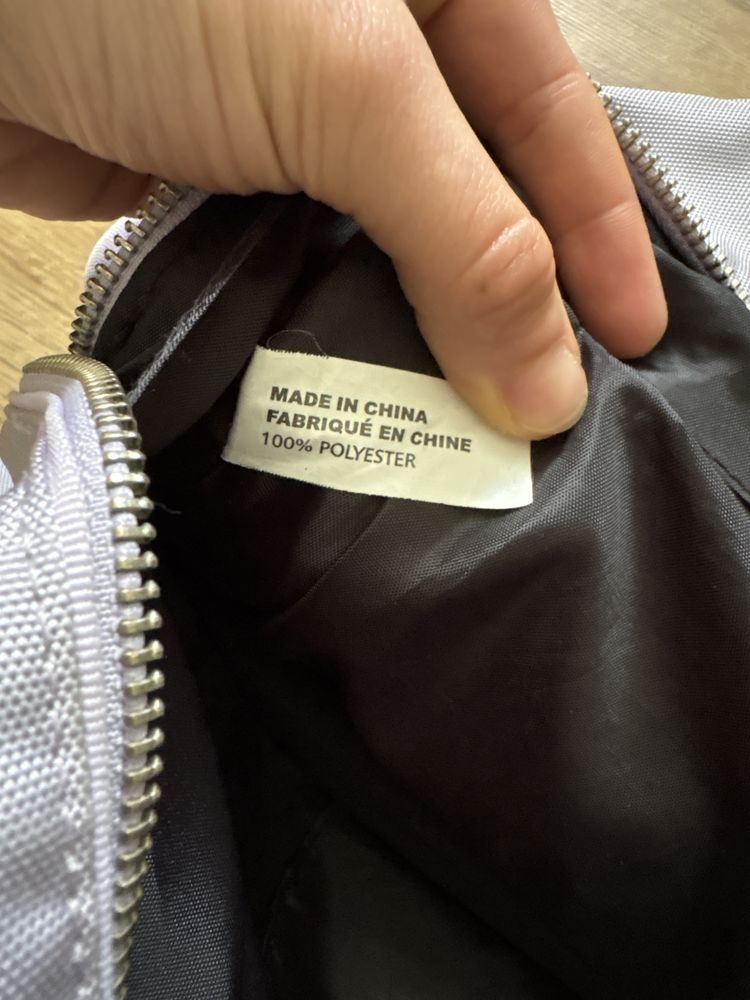 MADE IN CHINA
FABRIQUÉ EN CHINE
100% POLYESTER